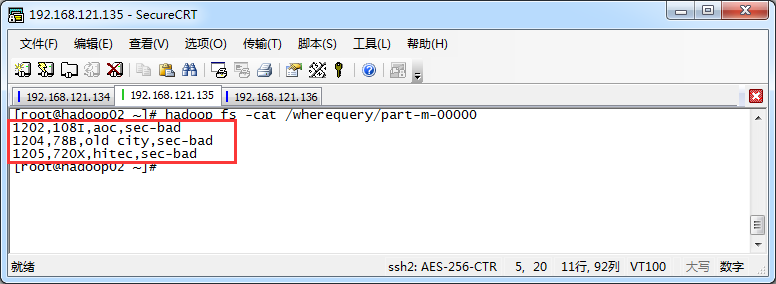 192.168.121.135 - SecureCRT
文件(F) 编辑(E) 查看(V) 选项(O) 传输(T) 脚本(S) 工具(L) 帮助(H)
192.168.121.134 192.168.121.135 192.168.121.136
[root@hadoop02 ~]# hadoop fs -cat /wherequery/part-m-00000
1202,108I,aoc,sec-bad
1204,78B,old city,sec-bad
1205,720X,hitec,sec-bad
[root@hadoop02 ~]#
就绪 ssh2: AES-256-CTR 5, 20 11行, 92列 VT100 大写 数字